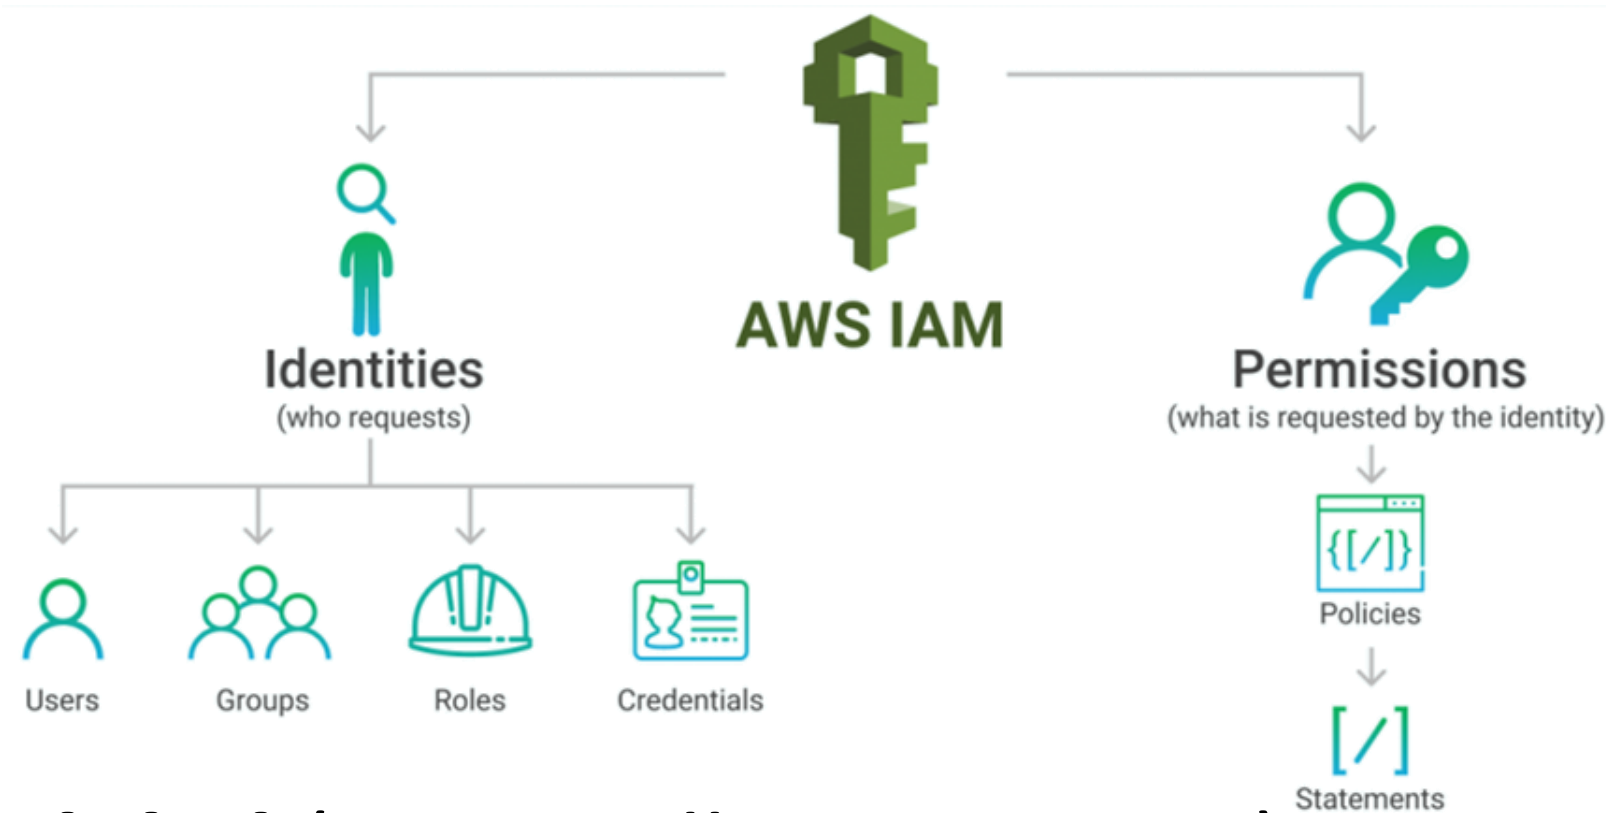 AWS IAM
Identities
(who requests)
Users
Groups
Roles
Credentials
Permissions
(what is requested by the identity)
{[/]}
Policies
[/]
Statements